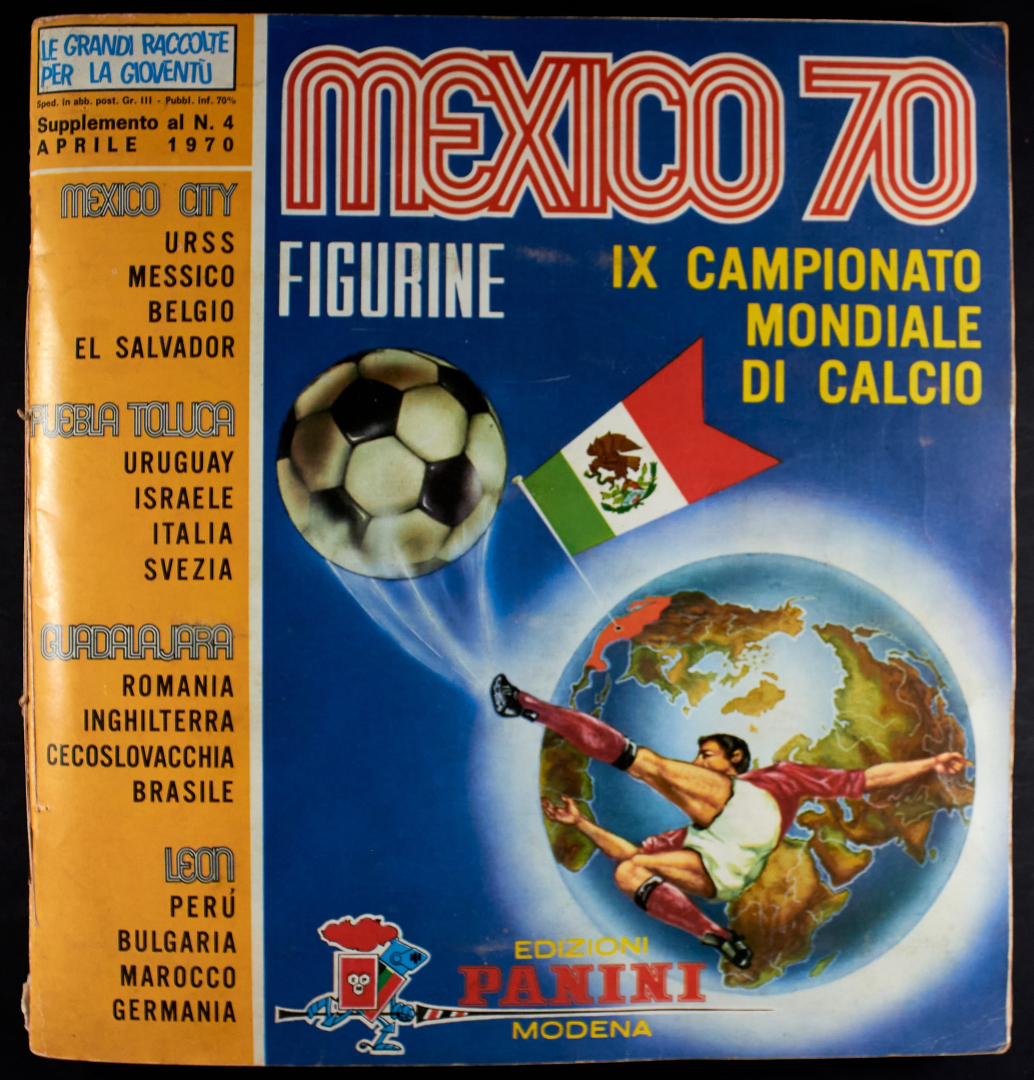 LE GRANDI RACCOLTE
PER LA GIOVENTÙ
Sped. in abb. post. Gr. III - Pubbl. inf. 70%
Supplemento al N. 4
APRILE 1970
MEXICO CITY
URSS
MESSICO
BELGIO
EL SALVADOR
PUEBLA TOLUCA
URUGUAY
ISRAELE
ITALIA
SVEZIA
GUADALAJARA
ROMANIA
INGHILTERRA
CECOSLOVACCHIA
BRASILE
LEON
PERÚ
BULGARIA
MAROCCO
GERMANIA
MEXICO 70
FIGURINE
IX CAMPIONATO
MONDIALE
DI CALCIO
EDIZIONI
PANINI
MODENA